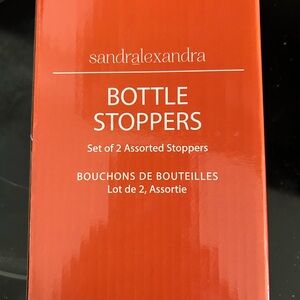 sandralexandra
BOTTLE
STOPPERS
Set of 2 Assorted Stoppers
BOUCHONS DE BOUTEILLES
Lot de 2, Assortie